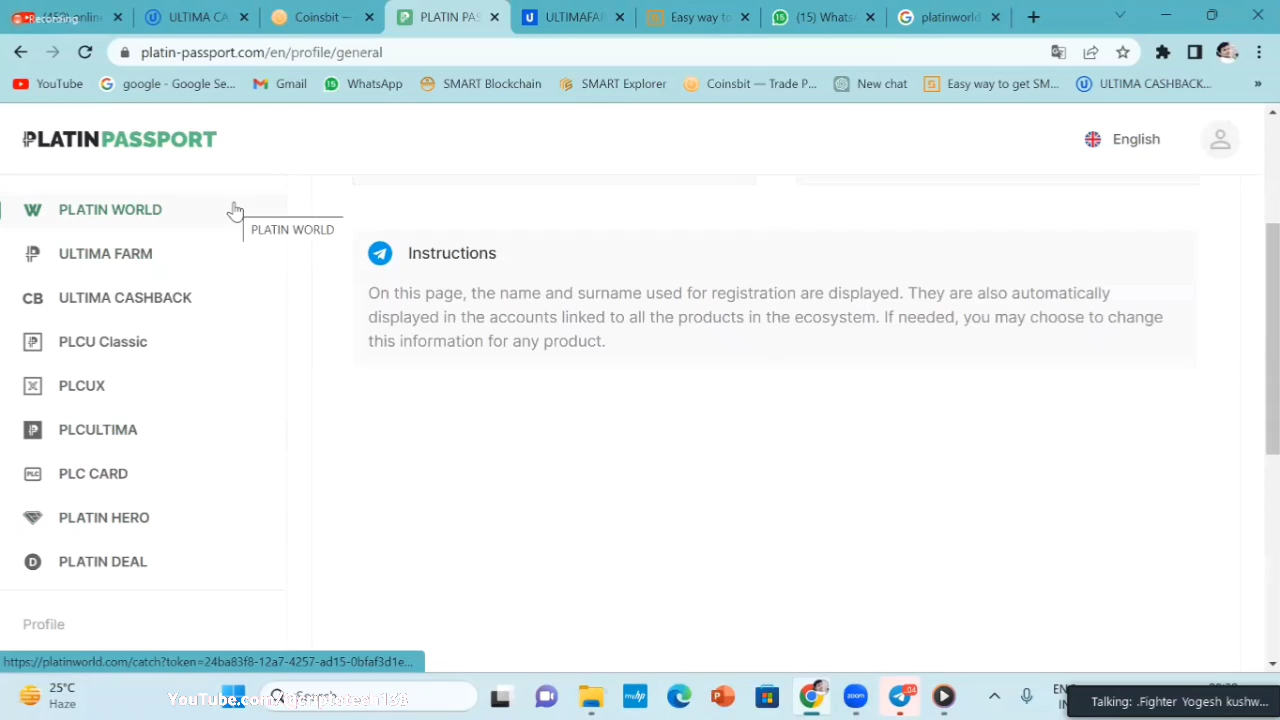 Recording
ULTIMA CA
Coinsbit —
PLATIN PAS
ULTIMAFAR
Easy way to
(15) Whats
platinworld
platin-passport.com/en/profile/general
YouTube
google - Google Se...
Gmail
WhatsApp
SMART Blockchain
SMART Explorer
Coinsbit — Trade P...
New chat
Easy way to get SM...
ULTIMA CASHBACK...
»
PLATINPASSPORT
English
PLATIN WORLD
PLATIN WORLD
ULTIMA FARM
CB ULTIMA CASHBACK
PLCU Classic
PLCUX
PLCULTIMA
PLC PLC CARD
PLATIN HERO
D PLATIN DEAL
Profile
Instructions
On this page, the name and surname used for registration are displayed. They are also automatically
displayed in the accounts linked to all the products in the ecosystem. If needed, you may choose to change
this information for any product.
https://platinworld.com/catch?token=24ba83f8-12a7-4257-ad15-0bfaf3d1e...
25°C
Haze
Search
zoom
Talking: .Fighter Yogesh kushw...